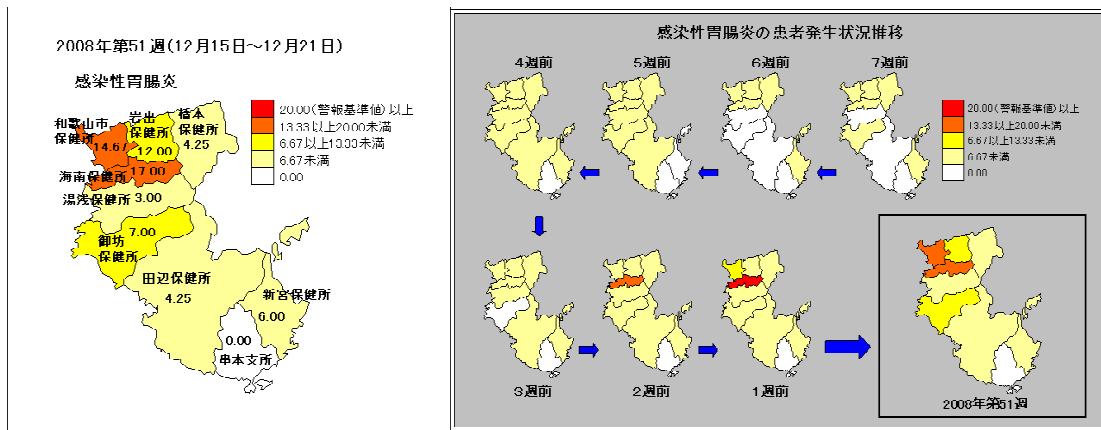 2008年第51週(12月15日～12月21日)
感染性胃腸炎
20.00(警報基準値)以上
13.33以上20.00未満
6.67以上13.33未満
6.67未満
0.00
和歌山市
保健所
14.67
岩出
保健所
12.00
橋本
保健所
4.25
海南保健所
17.00
湯浅保健所
3.00
御坊
保健所
7.00
田辺保健所
4.25
新宮保健所
6.00
0.00
串本支所
感染性胃腸炎の患者発生状況推移
4週前
5週前
6週前
7週前
20.00(警報基準値)以上
13.33以上20.00未満
6.67以上13.33未満
6.67未満
0.00
3週前
2週前
1週前
2008年第51週